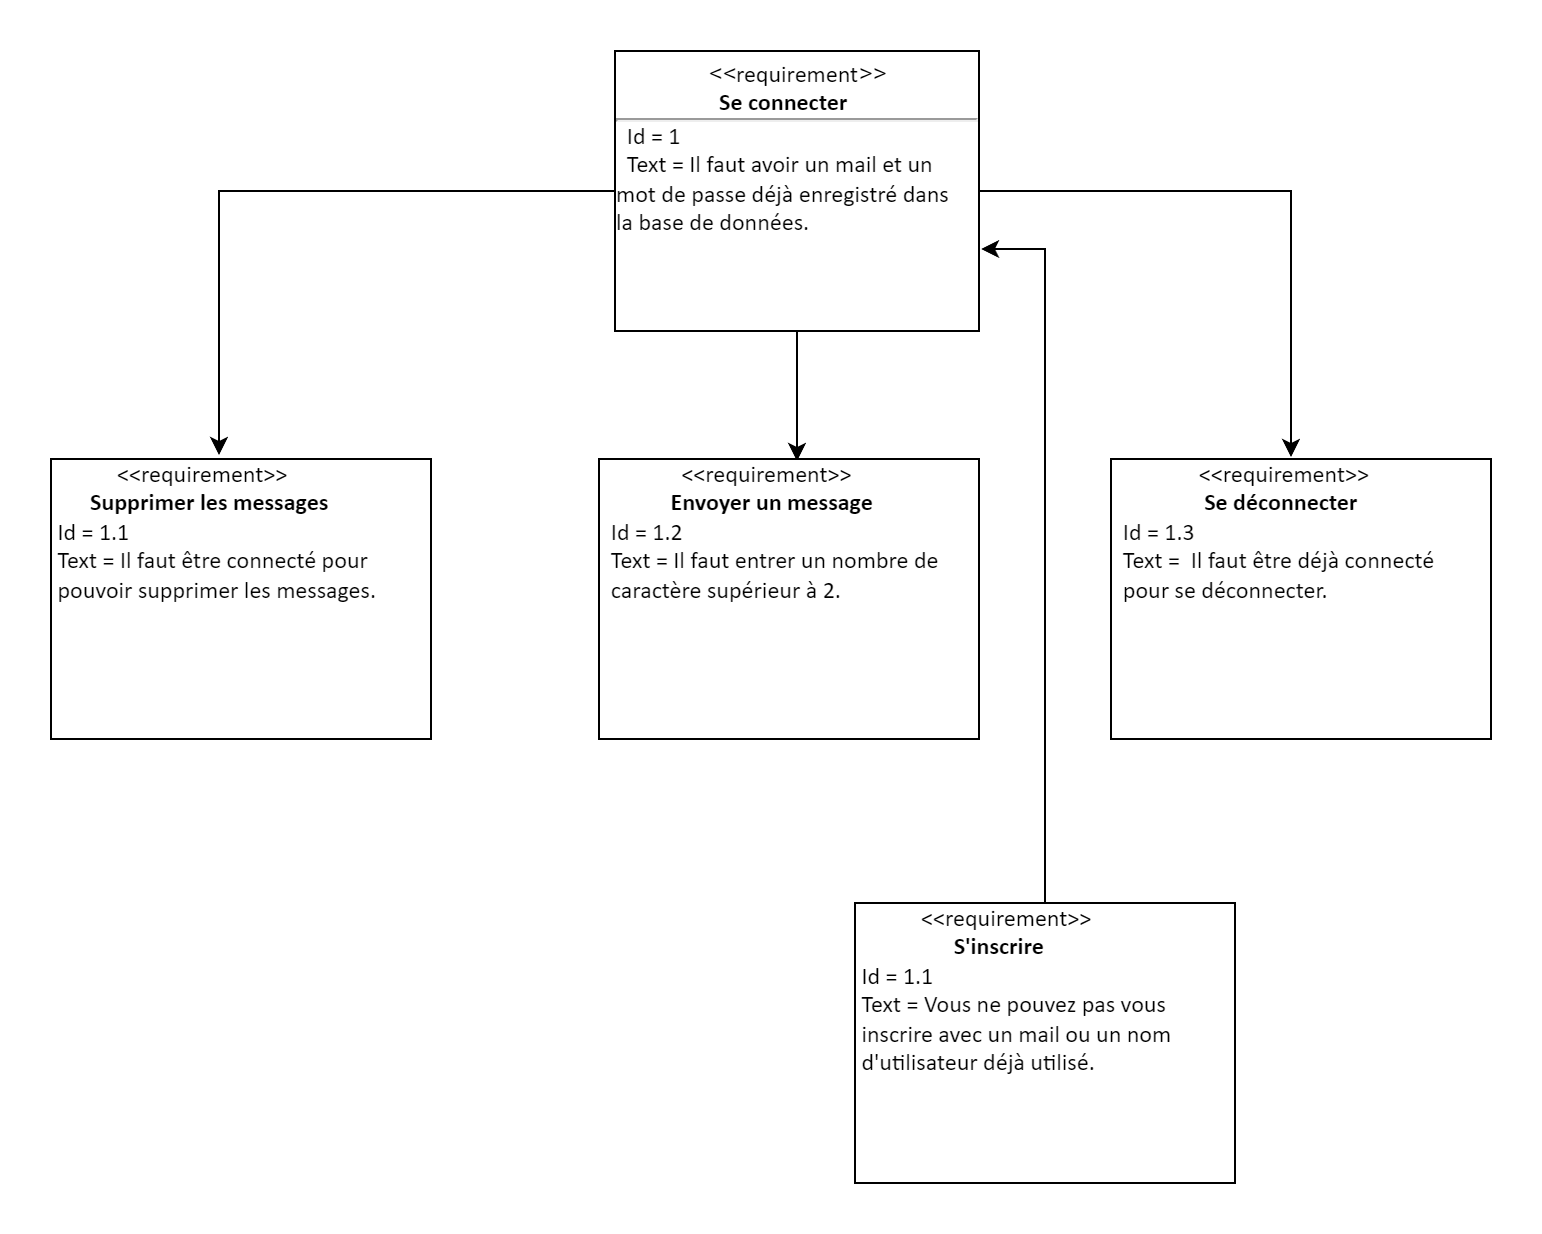 <<requirement>>
Se connecter
Id = 1
Text = Il faut avoir un mail et un
mot de passe déjà enregistré dans
la base de données.
<<requirement>>
Supprimer les messages
Id = 1.1
Text = Il faut être connecté pour
pouvoir supprimer les messages.
<<requirement>>
Envoyer un message
Id = 1.2
Text = Il faut entrer un nombre de
caractère supérieur à 2.
<<requirement>>
Se déconnecter
Id = 1.3
Text =  Il faut être déjà connecté
pour se déconnecter.
<<requirement>>
S'inscrire
Id = 1.1
Text = Vous ne pouvez pas vous
inscrire avec un mail ou un nom
d'utilisateur déjà utilisé.